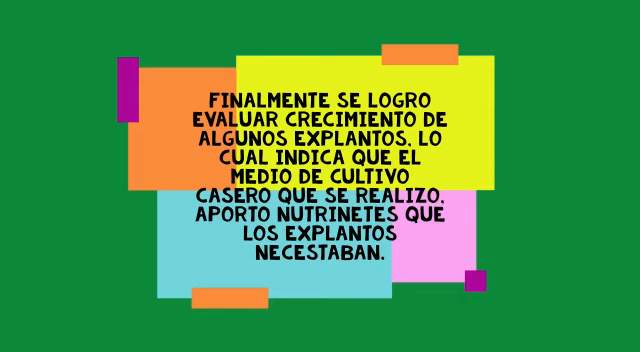 FINALMENTE SE LOGRO
EVALUAR CRECIMIENTO DE
ALGUNOS EXPLANTOS, LO
CUAL INDICA QUE EL
MEDIO DE CULTIVO
CASERO QUE SE REALIZO,
APORTO NUTRINETES QUE
LOS EXPLANTOS
NECESTABAN.